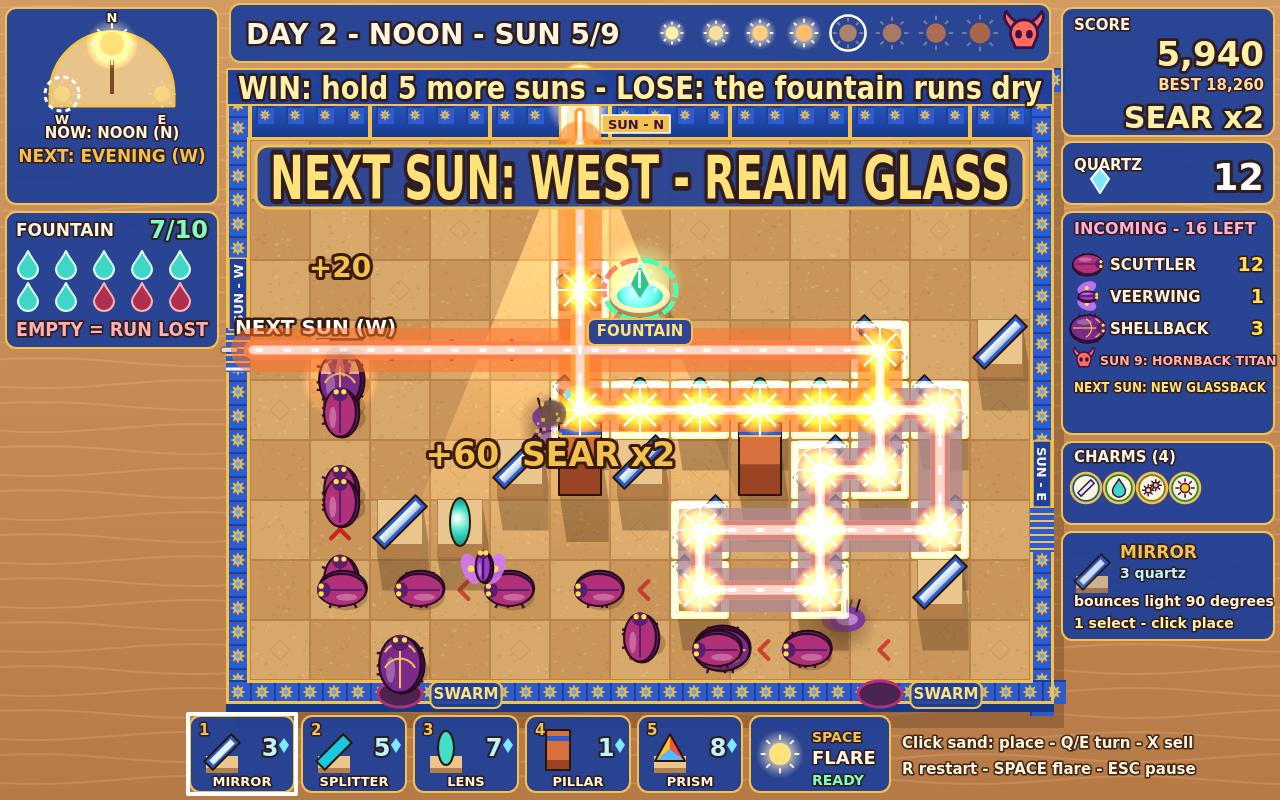 N
W E
NOW: NOON (N)
NEXT: EVENING (W)
FOUNTAIN 7/10
EMPTY = RUN LOST
DAY 2 - NOON - SUN 5/9
WIN: hold 5 more suns - LOSE: the fountain runs dry
SUN - N
NEXT SUN: WEST - REAIM GLASS
SUN - W
+20
NEXT SUN (W)
FOUNTAIN
+60 SEAR x2
SUN - E
SWARM
SWARM
SCORE
5,940
BEST 18,260
SEAR x2
QUARTZ
12
INCOMING - 16 LEFT
SCUTTLER 12
VEERWING 1
SHELLBACK 3
SUN 9: HORNBACK TITAN
NEXT SUN: NEW GLASSBACK
CHARMS (4)
MIRROR
3 quartz
bounces light 90 degrees
1 select - click place
1 3
MIRROR
2 5
SPLITTER
3 7
LENS
4 1
PILLAR
5 8
PRISM
SPACE
FLARE
READY
Click sand: place - Q/E turn - X sell
R restart - SPACE flare - ESC pause